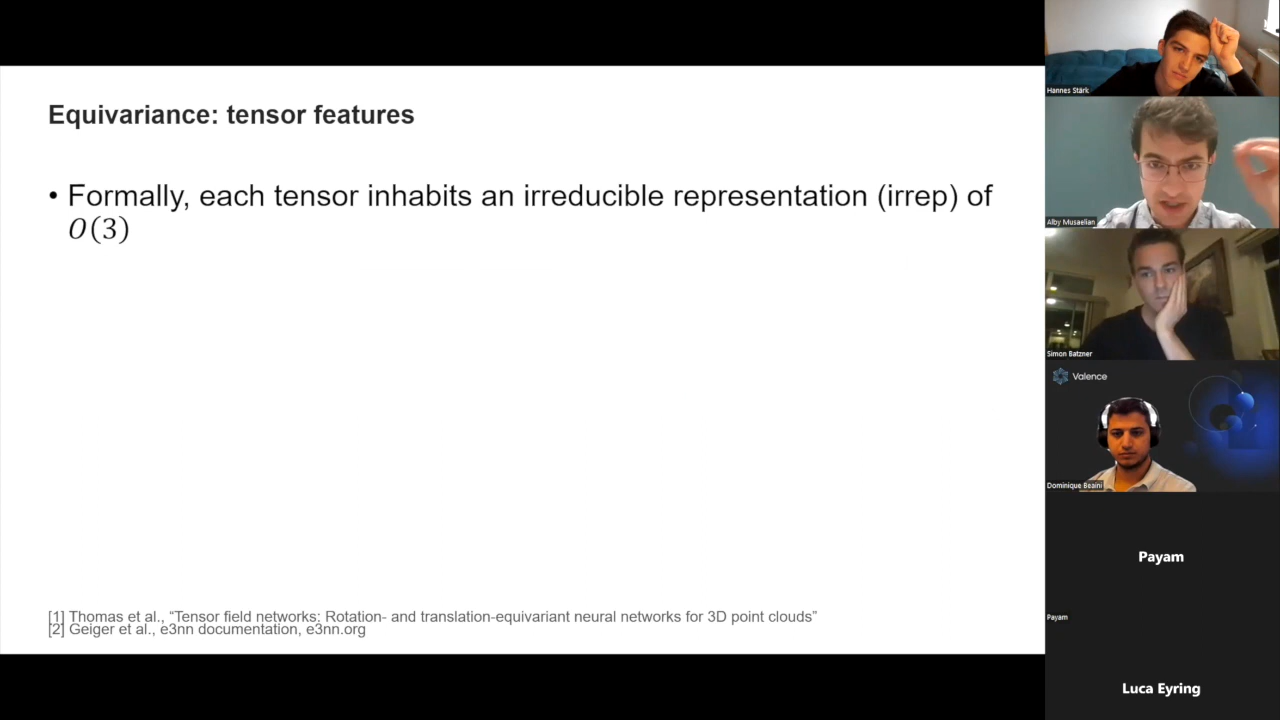 Equivariance: tensor features
• Formally, each tensor inhabits an irreducible representation (irrep) of
O(3)
[1] Thomas et al., “Tensor field networks: Rotation- and translation-equivariant neural networks for 3D point clouds”
[2] Geiger et al., e3nn documentation, e3nn.org
Hannes Stärk
Alby Musaelian
Simon Batzner
Valence
Dominique Beaini
Payam
Payam
Luca Eyring